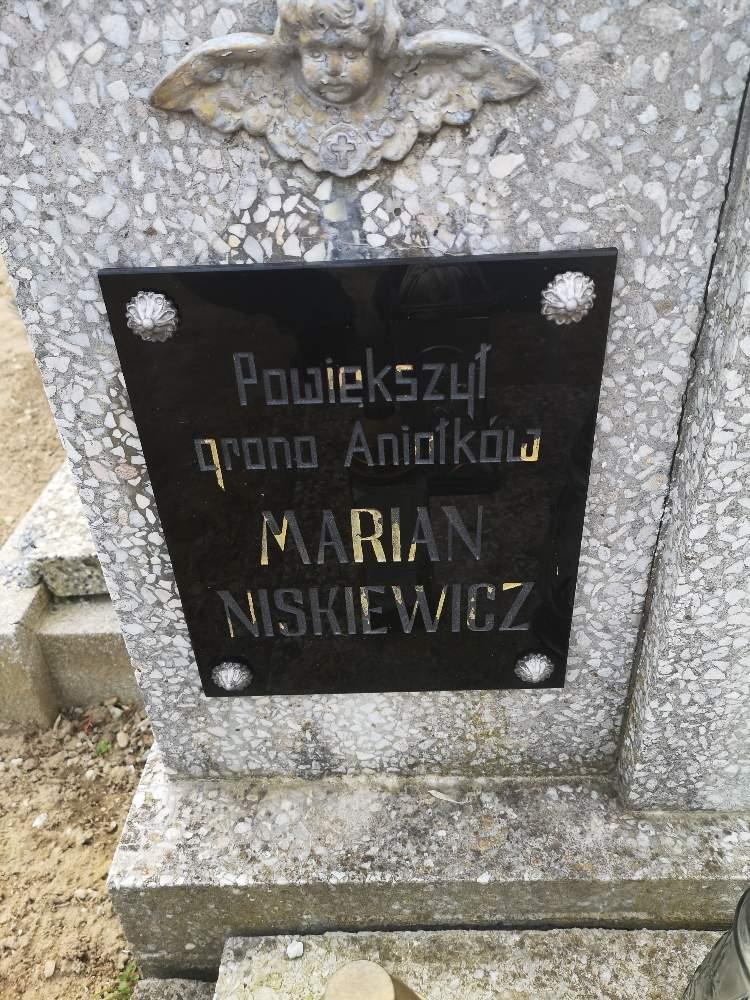 Powiększył
grono Aniołków
MARIAN
NISKIEWICZ